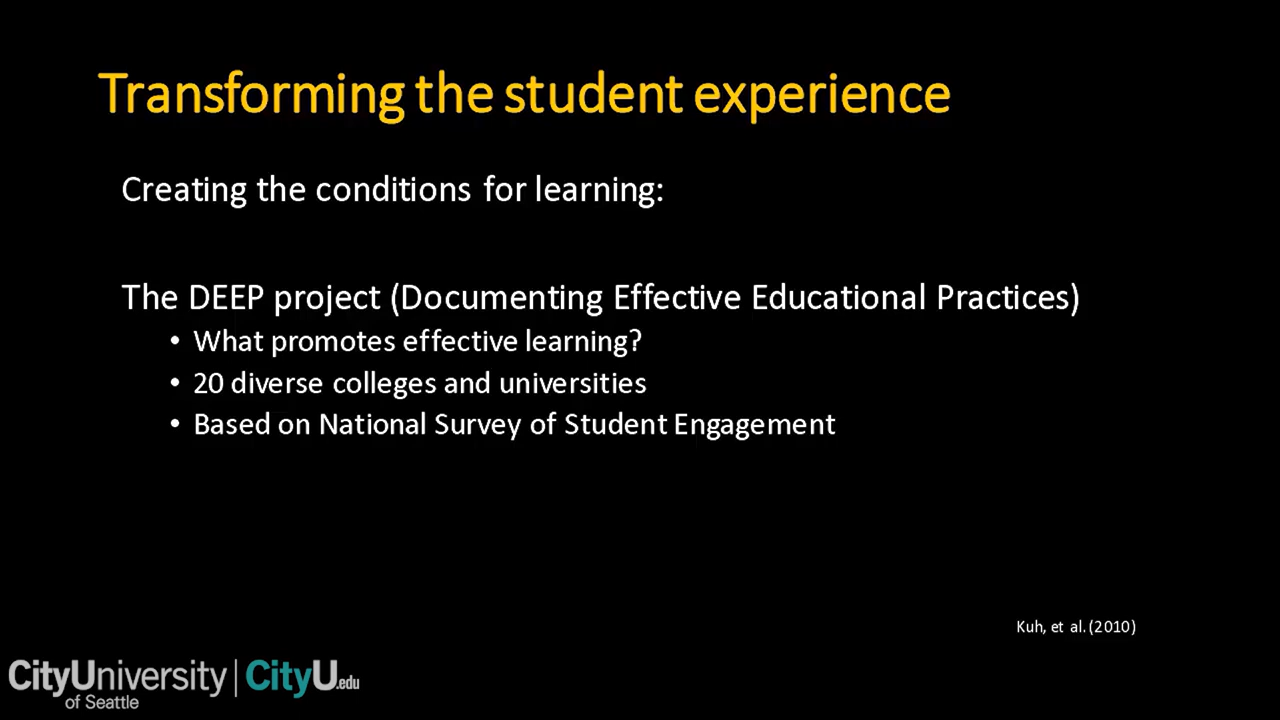 Transforming the student experience
Creating the conditions for learning:
The DEEP project (Documenting Effective Educational Practices)
• What promotes effective learning?
• 20 diverse colleges and universities
• Based on National Survey of Student Engagement
Kuh, et al. (2010)
CityUniversity | CityU.edu
of Seattle